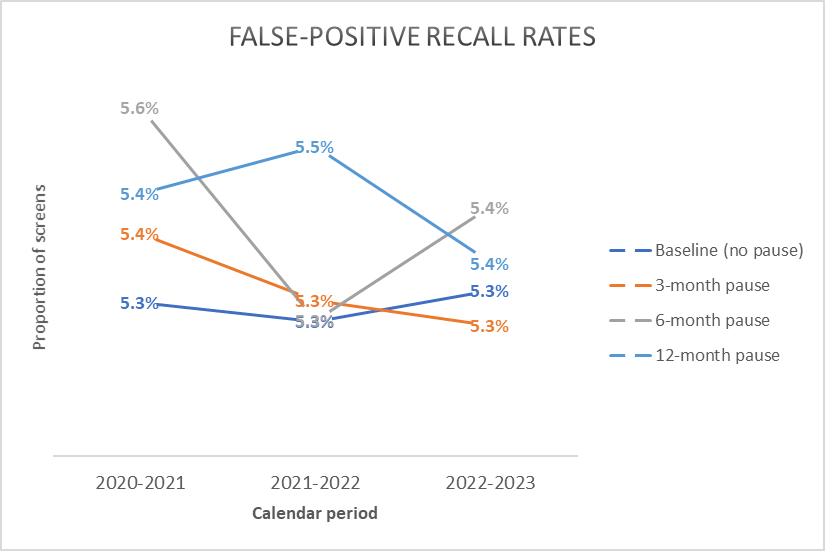 FALSE-POSITIVE RECALL RATES
Proportion of screens
5.6%
5.5%
5.4%
5.4%
5.4%
5.4%
5.3%
5.3%
5.3%
5.3%
5.3%
5.3%
Baseline (no pause)
3-month pause
6-month pause
12-month pause
2020-2021 2021-2022 2022-2023
Calendar period